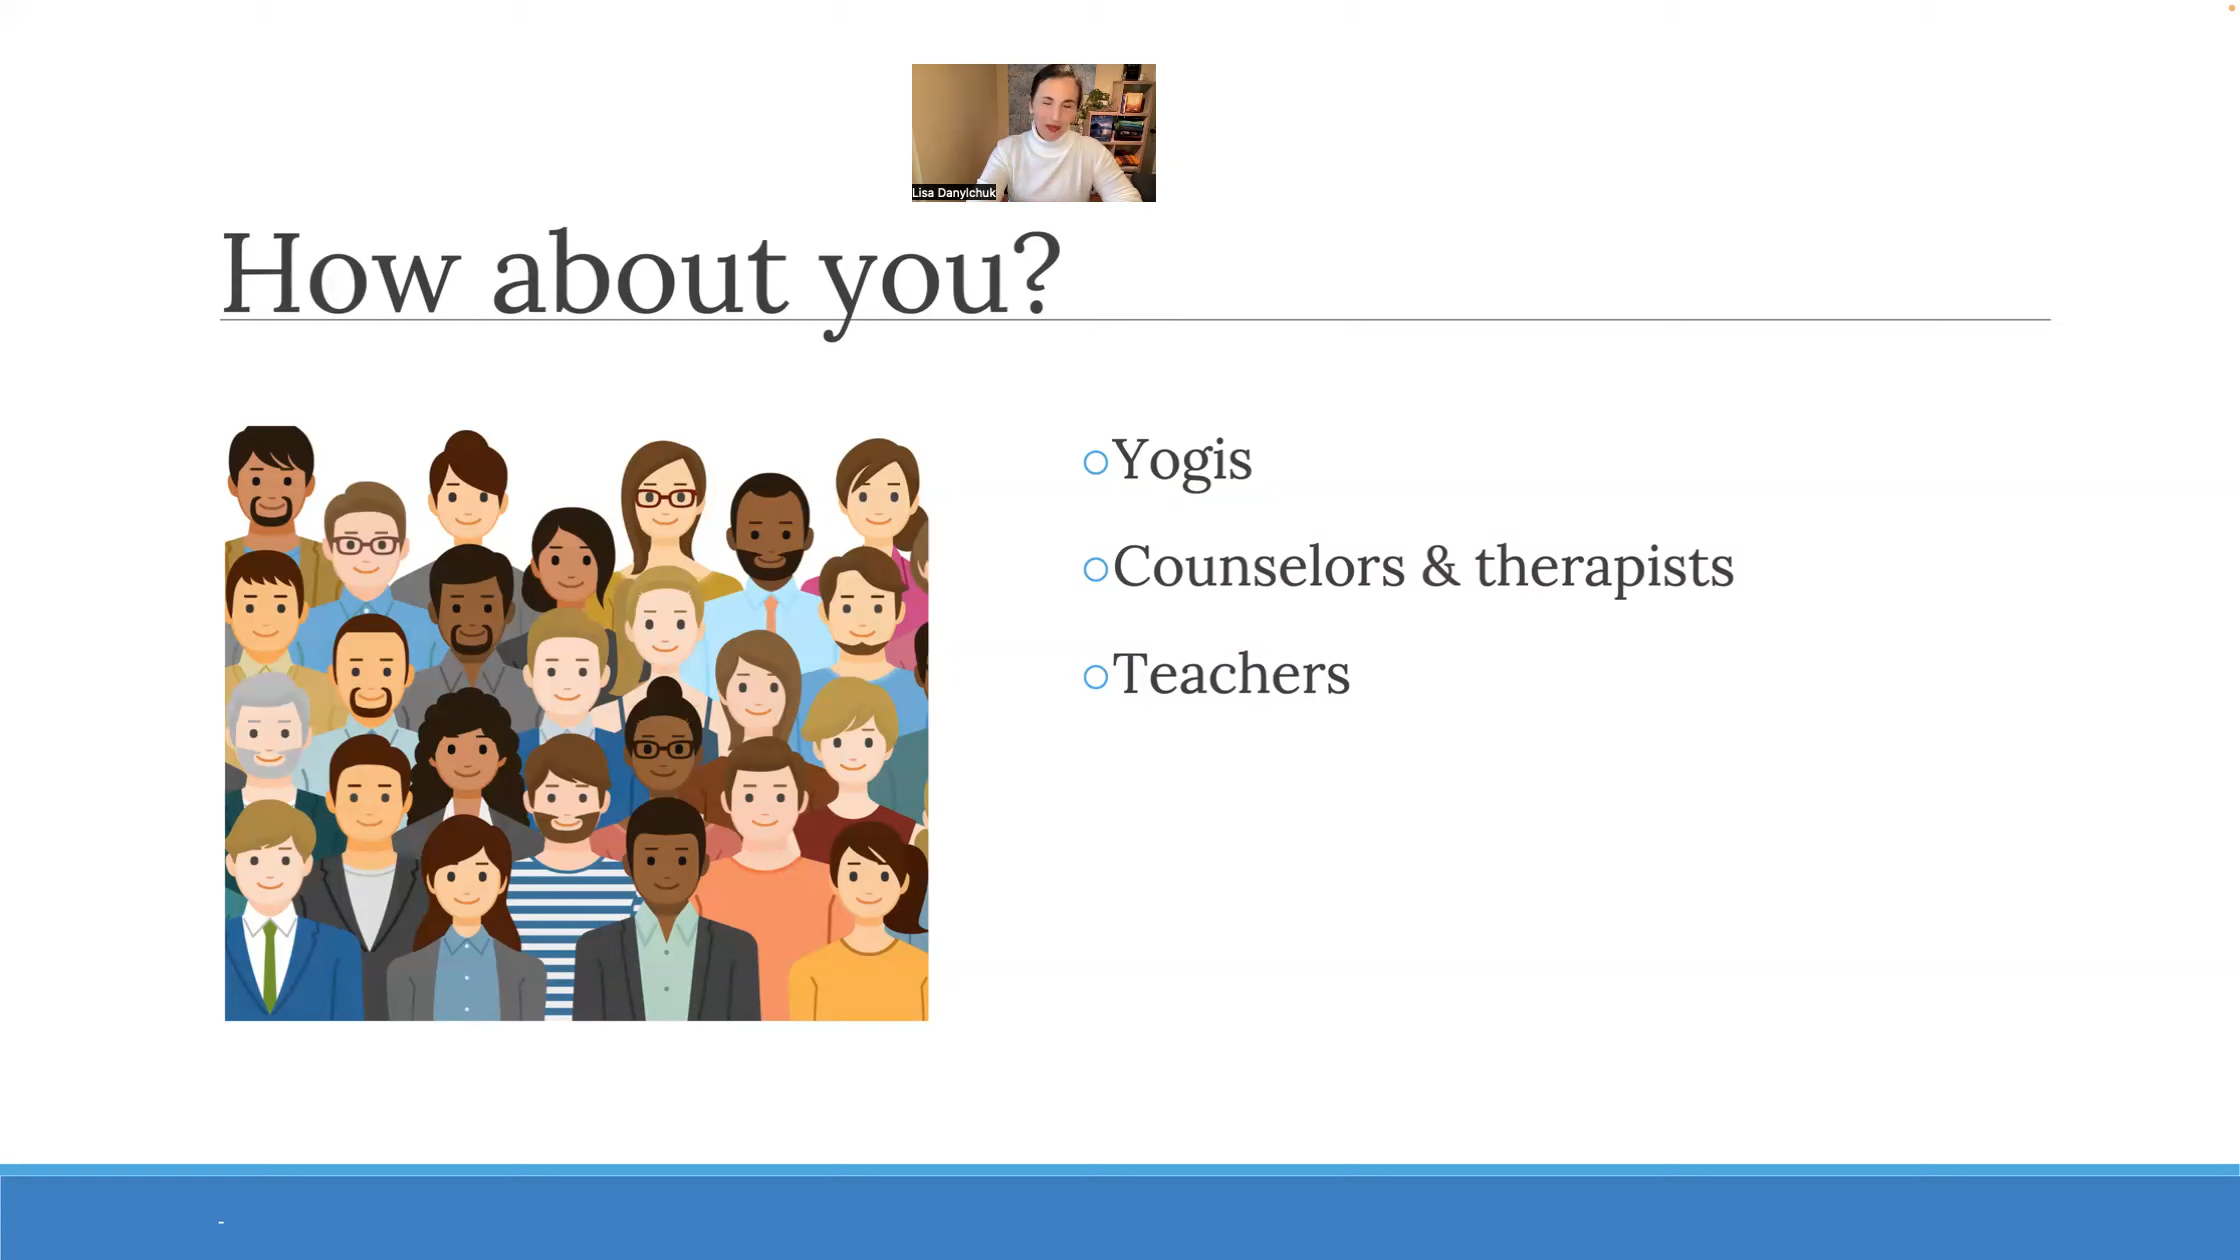 Lisa Danylchuk
How about you?
Yogis
Counselors & therapists
Teachers
-